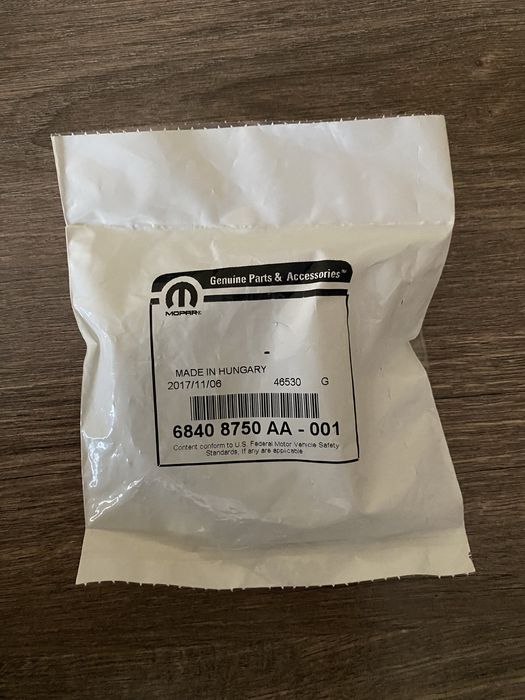 Genuine Parts & Accessories™
MOPAR®
-
MADE IN HUNGARY
2017/11/06 46530 G
6840 8750 AA - 001
Content conform to U.S. Federal Motor Vehicle Safety
Standards, If any are applicable